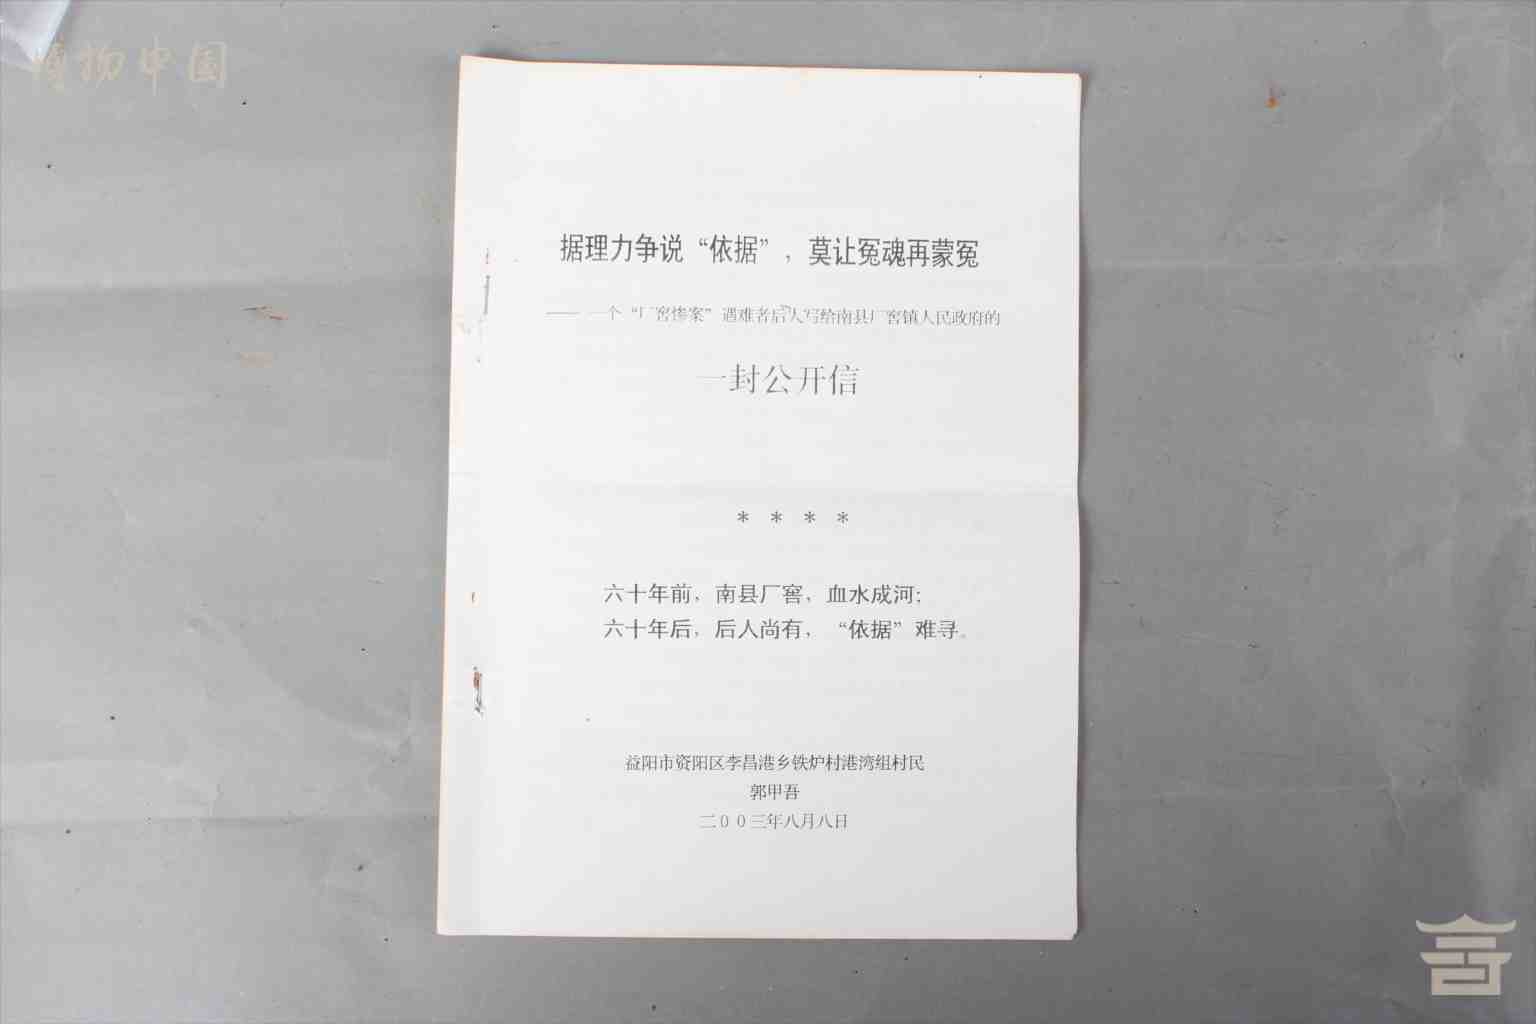 博物中国
据理力争说“依据”，莫让冤魂再蒙冤
——一个“厂窖惨案”遇难者后人写给南县厂窖镇人民政府的
一封公开信
＊＊＊＊
六十年前，南县厂窖，血水成河；
六十年后，后人尚有，“依据”难寻。
益阳市资阳区李昌港乡铁炉村港湾组村民
郭甲吾
二００三年八月八日